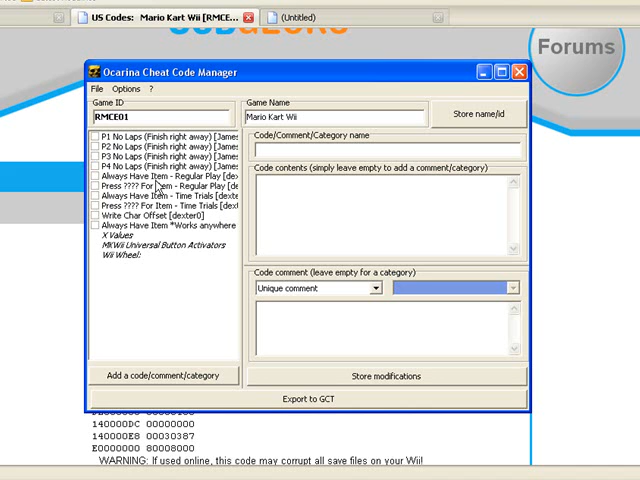 US Codes: Mario Kart Wii [RMCE...
(Untitled)
Forums
Ocarina Cheat Code Manager
File Options ?
Game ID
RMCE01
Game Name
Mario Kart Wii
Store name/id
P1 No Laps (Finish right away) [James
P2 No Laps (Finish right away) [James
P3 No Laps (Finish right away) [James
P4 No Laps (Finish right away) [James
Always Have Item - Regular Play [dex
Press ???? For Item - Regular Play [de
Always Have Item - Time Trials [dexte
Press ???? For Item - Time Trials [dex
Write Char Offset [dexter0]
Always Have Item *Works anywhere
X Values
MKWii Universal Button Activators
Wii Wheel:
Code/Comment/Category name
Code contents (simply leave empty to add a comment/category)
Code comment (leave empty for a category)
Unique comment
Add a code/comment/category
Store modifications
Export to GCT
140000DC 00000000
140000E8 00030387
E0000000 80008000
WARNING: If used online, this code may corrupt all save files on your Wii!